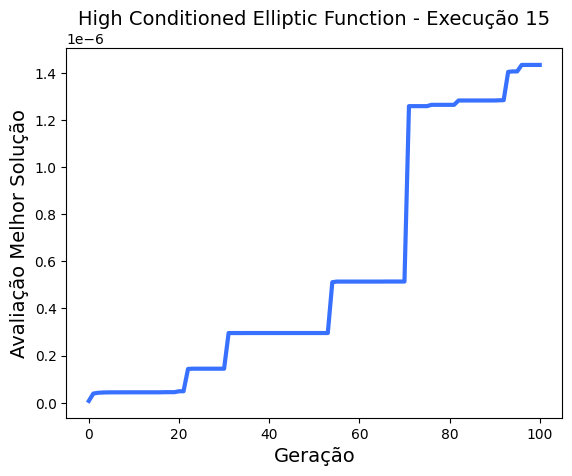 High Conditioned Elliptic Function - Execução 15
1e−6
Avaliação Melhor Solução
1.4
1.2
1.0
0.8
0.6
0.4
0.2
0.0
0 20 40 60 80 100
Geração